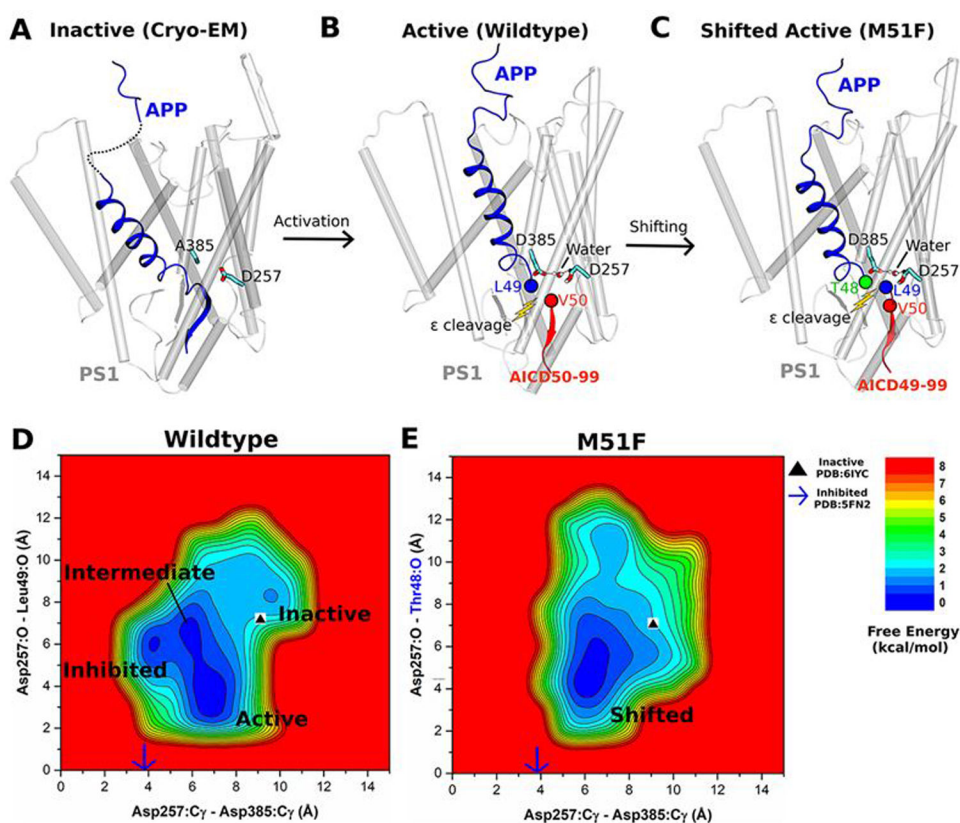 A Inactive (Cryo-EM)
APP
A385
D257
PS1
Activation
B Active (Wildtype)
APP
D385
Water
D257
L49
V50
ε cleavage
PS1
AICD50-99
Shifting
C Shifted Active (M51F)
APP
D385
Water
D257
T48
L49
V50
ε cleavage
PS1
AICD49-99
D Wildtype
Asp257:O - Leu49:O (Å)
14
12
10
8
6
4
2
0
Intermediate
Inactive
Inhibited
Active
0 2 4 6 8 10 12 14
Asp257:Cγ - Asp385:Cγ (Å)
E M51F
Asp257:O - Thr48:O (Å)
14
12
10
8
6
4
2
0
Shifted
0 2 4 6 8 10 12 14
Asp257:Cγ - Asp385:Cγ (Å)
Inactive
PDB:6IYC
Inhibited
PDB:5FN2
8
7
6
5
4
3
2
1
0
Free Energy
(kcal/mol)